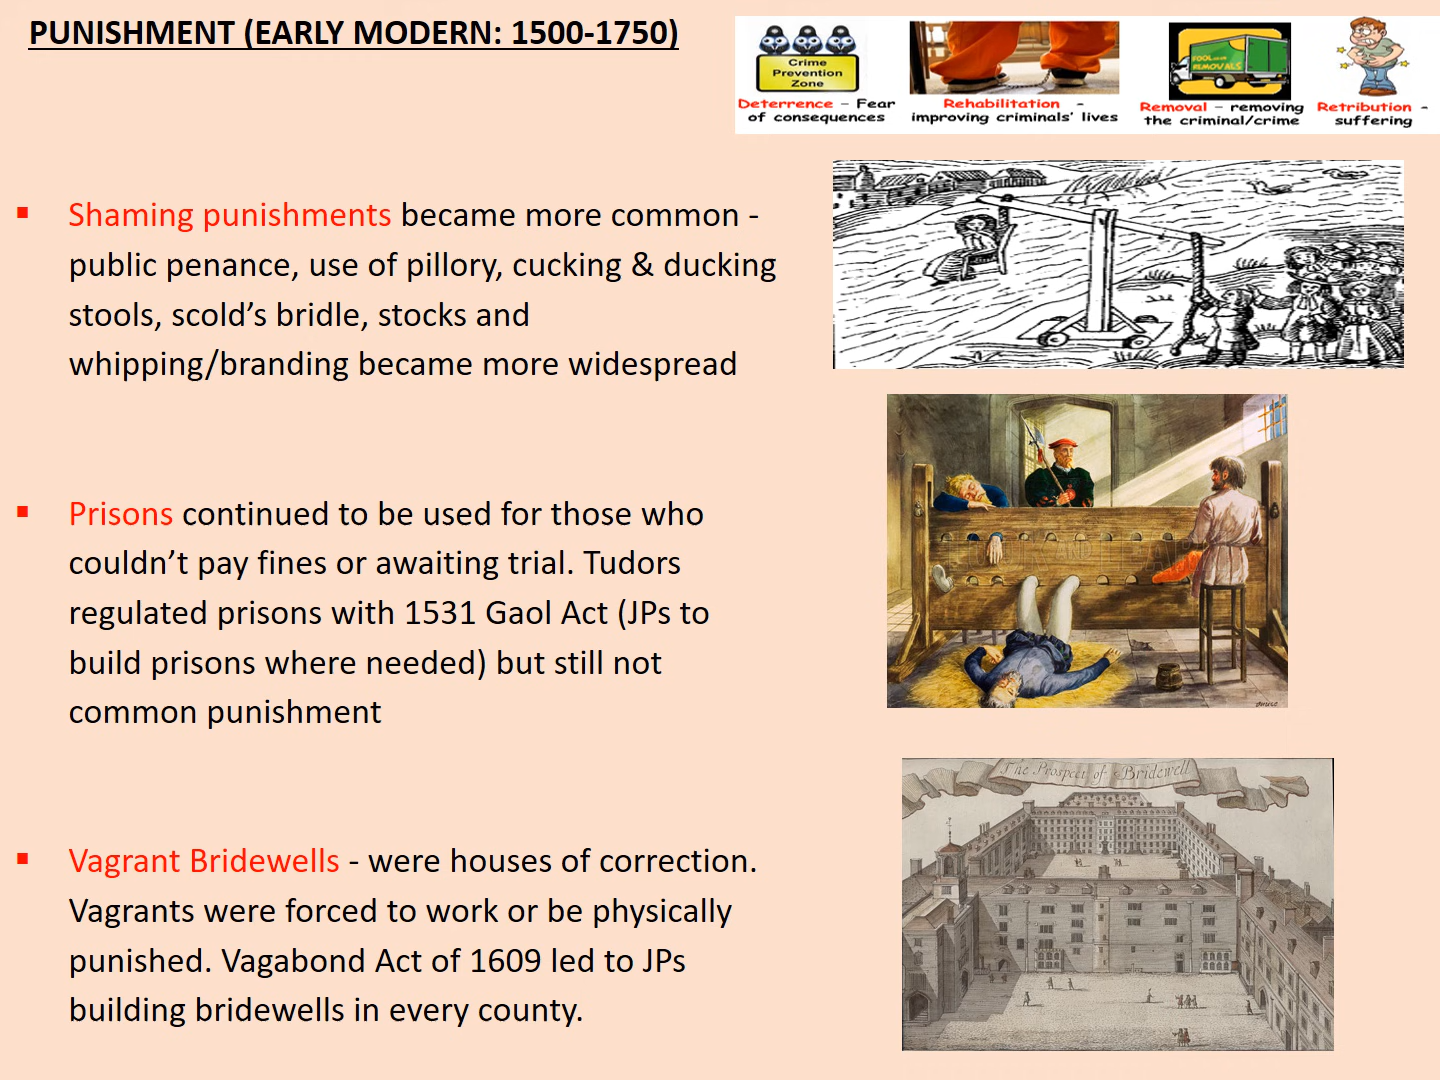 PUNISHMENT (EARLY MODERN: 1500-1750)
Crime
Prevention
Zone
Deterrence – Fear
of consequences
Rehabilitation -
improving criminals' lives
REMOVALS
Removal – removing
the criminal/crime
Retribution -
suffering
▪ Shaming punishments became more common -
public penance, use of pillory, cucking & ducking
stools, scold’s bridle, stocks and
whipping/branding became more widespread
▪ Prisons continued to be used for those who
couldn’t pay fines or awaiting trial. Tudors
regulated prisons with 1531 Gaol Act (JPs to
build prisons where needed) but still not
common punishment
The Prospect of Bridewell
▪ Vagrant Bridewells - were houses of correction.
Vagrants were forced to work or be physically
punished. Vagabond Act of 1609 led to JPs
building bridewells in every county.